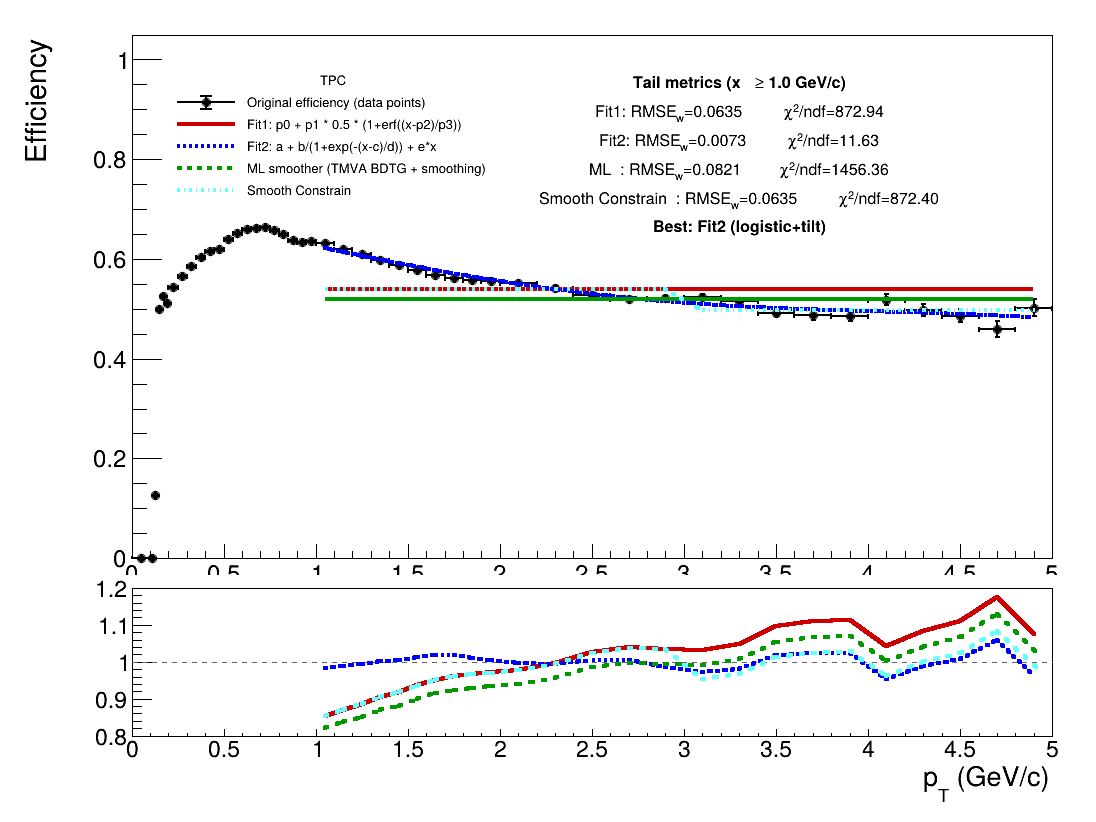 Efficiency
1
0.8
0.6
0.4
0.2
0
TPC
Original efficiency (data points)
Fit1: p0 + p1 * 0.5 * (1+erf((x-p2)/p3))
Fit2: a + b/(1+exp(-(x-c)/d)) + e*x
ML smoother (TMVA BDTG + smoothing)
Smooth Constrain
Tail metrics (x ≥ 1.0 GeV/c)
Fit1: RMSE_w=0.0635 χ²/ndf=872.94
Fit2: RMSE_w=0.0073 χ²/ndf=11.63
ML : RMSE_w=0.0821 χ²/ndf=1456.36
Smooth Constrain : RMSE_w=0.0635 χ²/ndf=872.40
Best: Fit2 (logistic+tilt)
0 0.5 1 1.5 2 2.5 3 3.5 4 4.5 5
1.2
1.1
1
0.9
0.8
0 0.5 1 1.5 2 2.5 3 3.5 4 4.5 5
p_T (GeV/c)